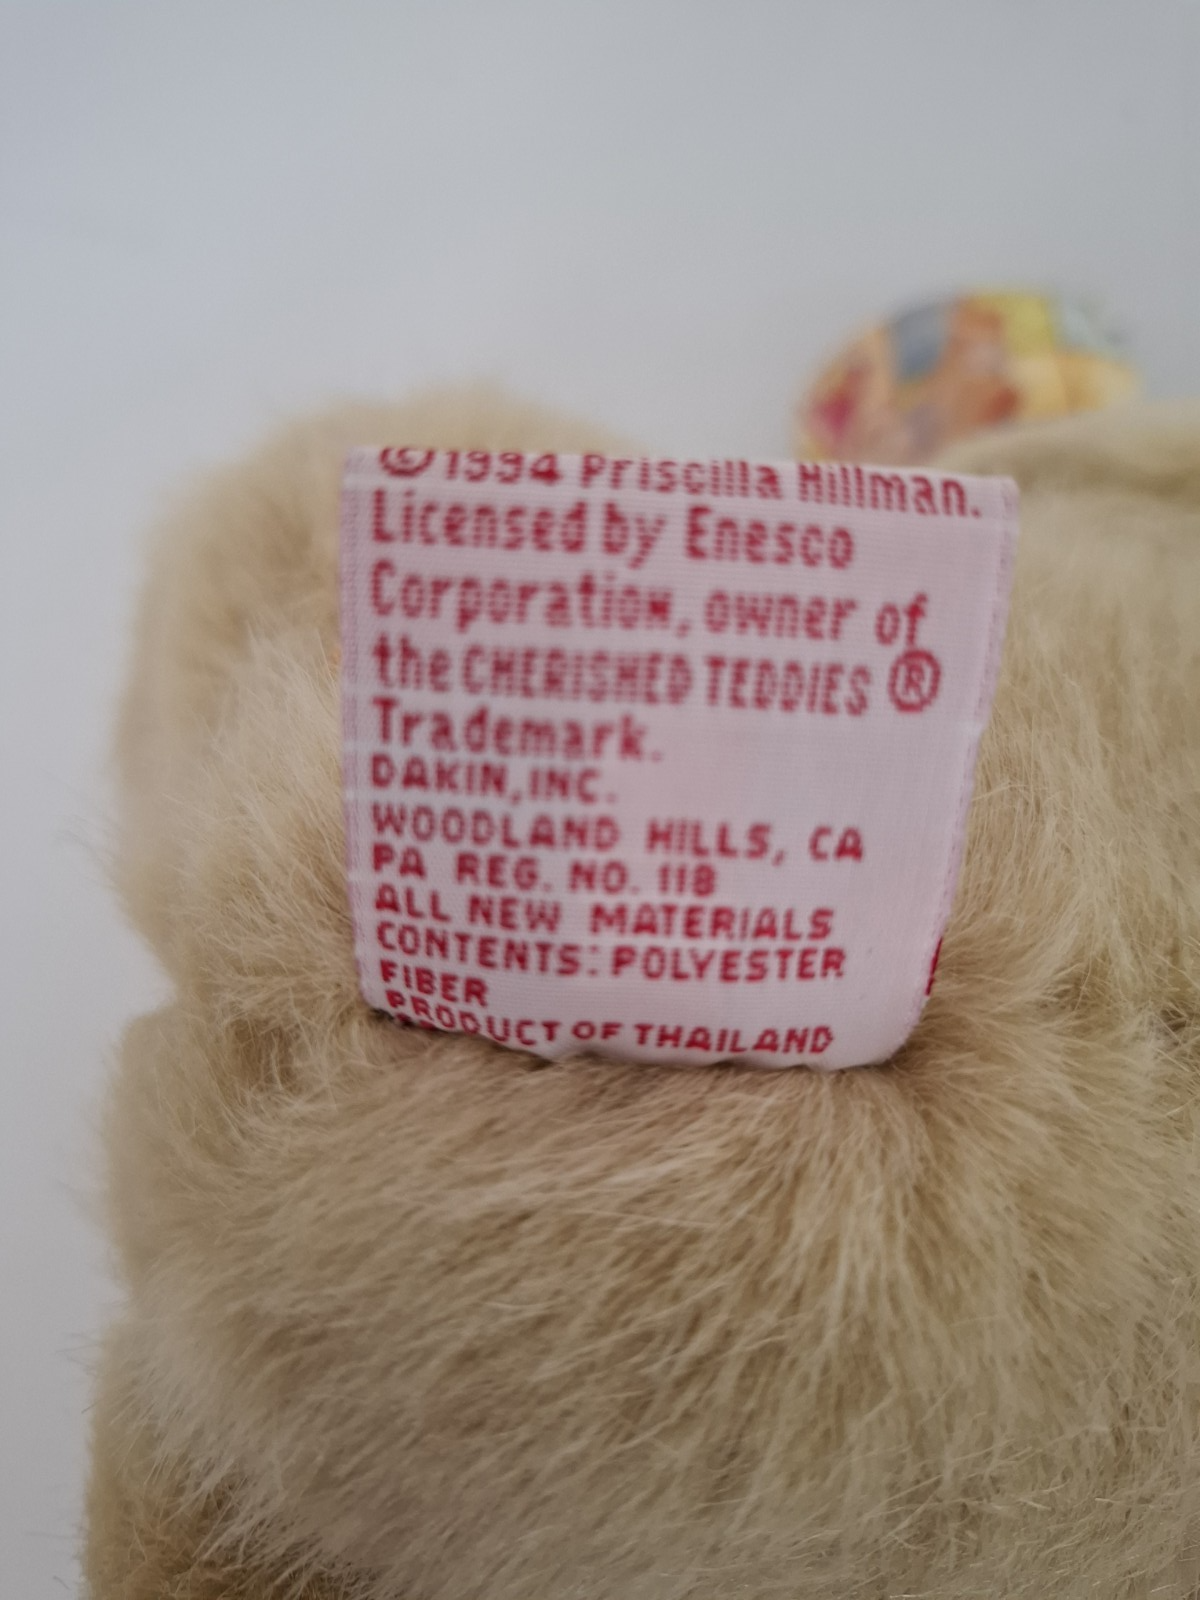 ©1994 Priscilla Hillman.
Licensed by Enesco
Corporation, owner of
the CHERISHED TEDDIES ®
Trademark.
DAKIN, INC.
WOODLAND HILLS, CA
PA REG. NO. 118
ALL NEW MATERIALS
CONTENTS: POLYESTER
FIBER
PRODUCT OF THAILAND